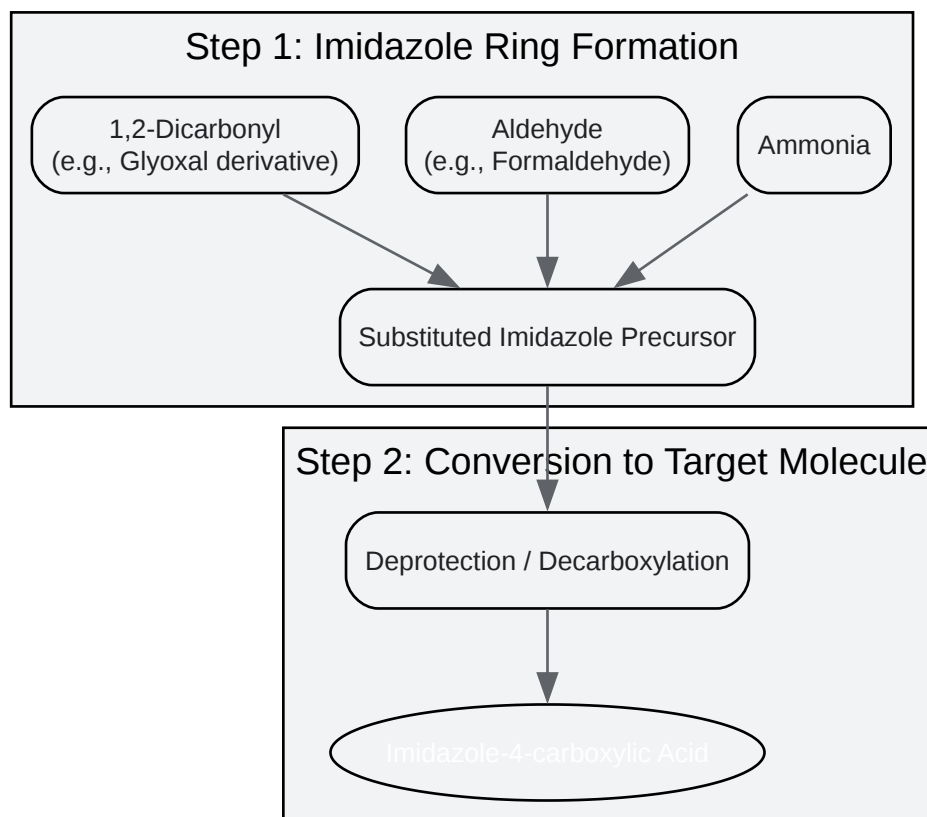 Step 1: Imidazole Ring Formation
1,2-Dicarbonyl
(e.g., Glyoxal derivative)
Aldehyde
(e.g., Formaldehyde)
Ammonia
Substituted Imidazole Precursor
Step 2: Conversion to Target Molecule
Deprotection / Decarboxylation
Imidazole-4-carboxylic Acid